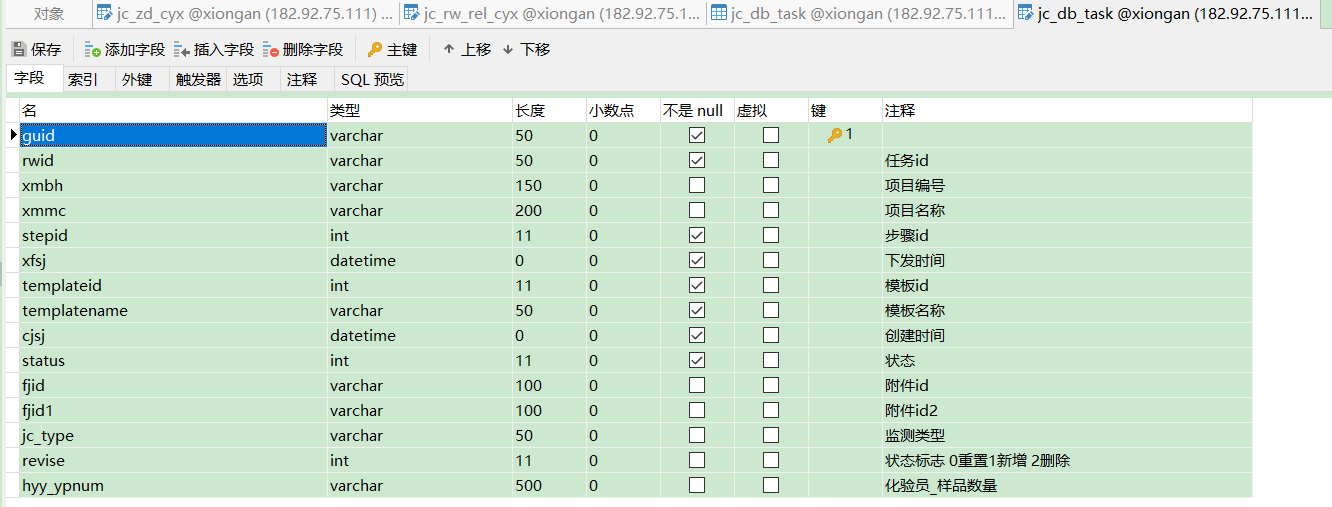 对象 jc_zd_cyx @xiongan (182.92.75.111) ... jc_rw_rel_cyx @xiongan (182.92.75.1... jc_db_task @xiongan (182.92.75.111) ... jc_db_task @xiongan (182.92.75.111...
保存 添加字段 插入字段 删除字段 主键 上移 下移
字段 索引 外键 触发器 选项 注释 SQL 预览
名 类型 长度 小数点 不是 null 虚拟 键 注释
guid varchar 50 0 1
rwid varchar 50 0 任务id
xmbh varchar 150 0 项目编号
xmmc varchar 200 0 项目名称
stepid int 11 0 步骤id
xfsj datetime 0 0 下发时间
templateid int 11 0 模板id
templatename varchar 50 0 模板名称
cjsj datetime 0 0 创建时间
status int 11 0 状态
fjid varchar 100 0 附件id
fjid1 varchar 100 0 附件id2
jc_type varchar 50 0 监测类型
revise int 11 0 状态标志 0重置1新增 2删除
hyy_ypnum varchar 500 0 化验员_样品数量